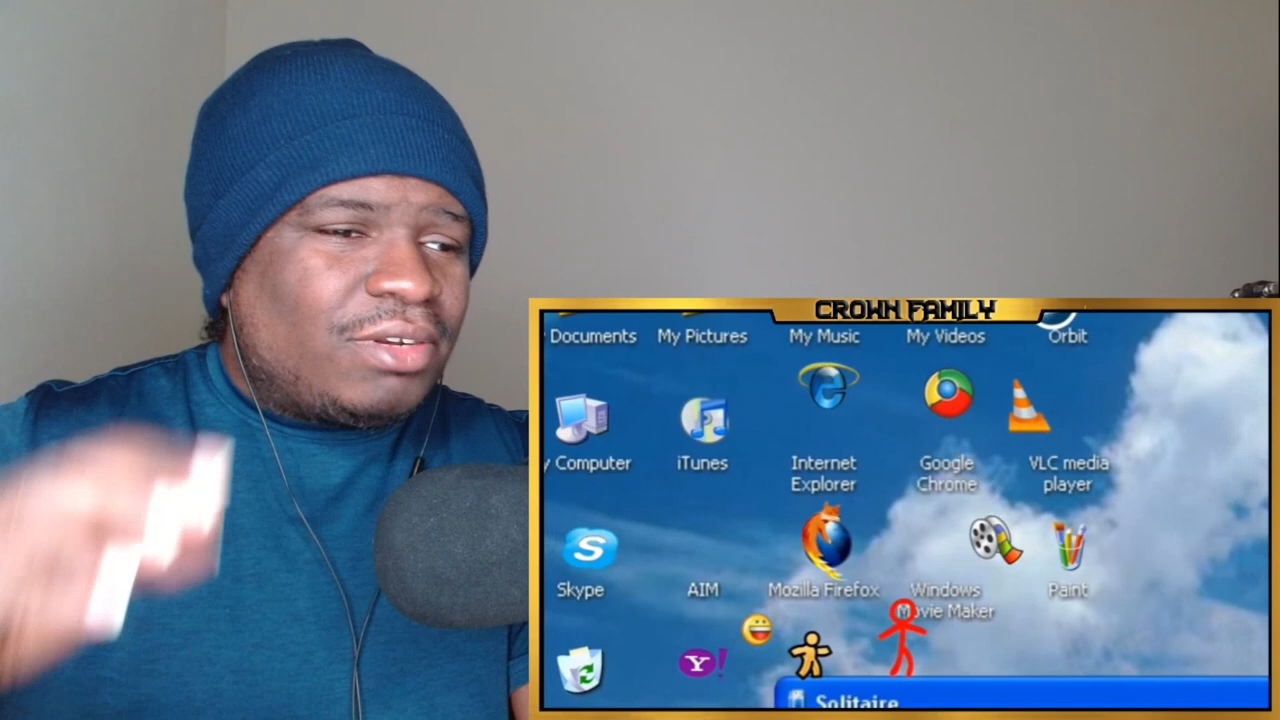 CROWN FAMILY
Documents My Pictures My Music My Videos Orbit
y Computer iTunes Internet Explorer Google Chrome VLC media player
S
Skype AIM Mozilla Firefox Windows Movie Maker Paint
Y!
Solitaire